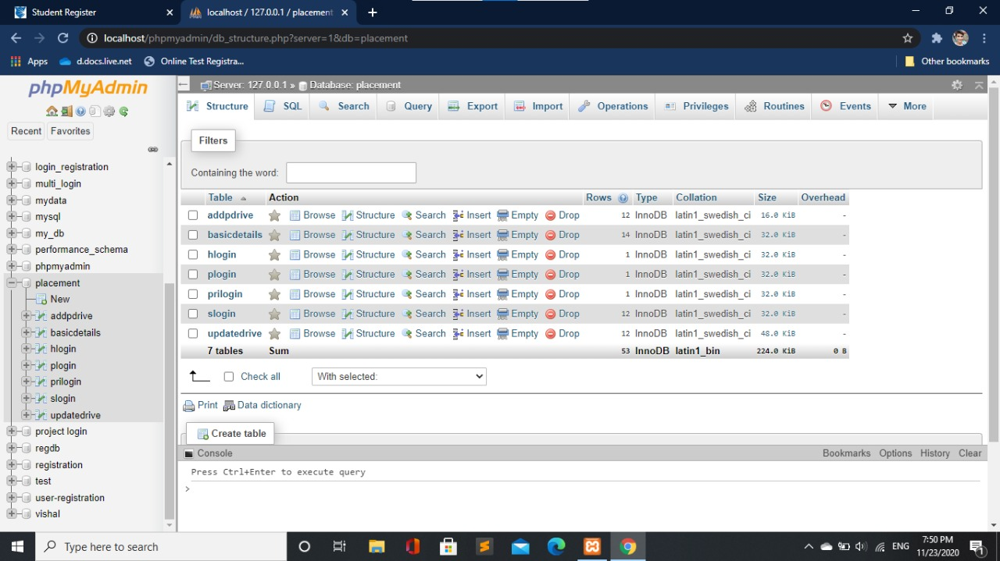 Student Register
localhost / 127.0.0.1 / placement
localhost/phpmyadmin/db_structure.php?server=1&db=placement
Apps d.docs.live.net Online Test Registra... Other bookmarks
phpMyAdmin
Recent Favorites
login_registration
multi_login
mydata
mysql
my_db
performance_schema
phpmyadmin
placement
New
addpdrive
basicdetails
hlogin
plogin
prilogin
slogin
updatedrive
project login
regdb
registration
test
user-registration
vishal
Server: 127.0.0.1 » Database: placement
Structure SQL Search Query Export Import Operations Privileges Routines Events More
Filters
Containing the word:
Table Action Rows Type Collation Size Overhead
addpdrive Browse Structure Search Insert Empty Drop 12 InnoDB latin1_swedish_ci 16.0 KiB -
basicdetails Browse Structure Search Insert Empty Drop 14 InnoDB latin1_swedish_ci 32.0 KiB -
hlogin Browse Structure Search Insert Empty Drop 1 InnoDB latin1_swedish_ci 32.0 KiB -
plogin Browse Structure Search Insert Empty Drop 1 InnoDB latin1_swedish_ci 32.0 KiB -
prilogin Browse Structure Search Insert Empty Drop 1 InnoDB latin1_swedish_ci 32.0 KiB -
slogin Browse Structure Search Insert Empty Drop 12 InnoDB latin1_swedish_ci 32.0 KiB -
updatedrive Browse Structure Search Insert Empty Drop 12 InnoDB latin1_swedish_ci 48.0 KiB -
7 tables Sum 53 InnoDB latin1_bin 224.0 KiB 0 B
Check all With selected:
Print Data dictionary
Create table
Console Bookmarks Options History Clear
Press Ctrl+Enter to execute query
>
Type here to search
ENG
7:50 PM
11/23/2020
1